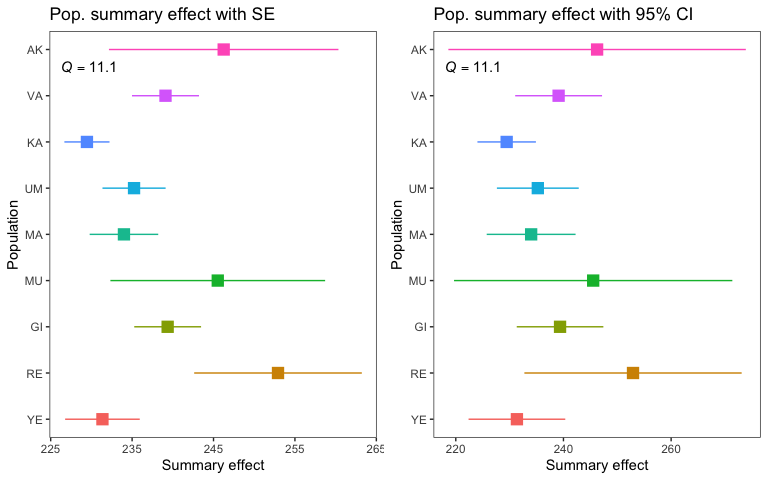 Pop. summary effect with SE
AK
Q = 11.1
VA
KA
UM
MA
MU
GI
RE
YE
Population
225
235
245
255
265
Summary effect
Pop. summary effect with 95% CI
AK
Q = 11.1
VA
KA
UM
MA
MU
GI
RE
YE
Population
220
240
260
Summary effect